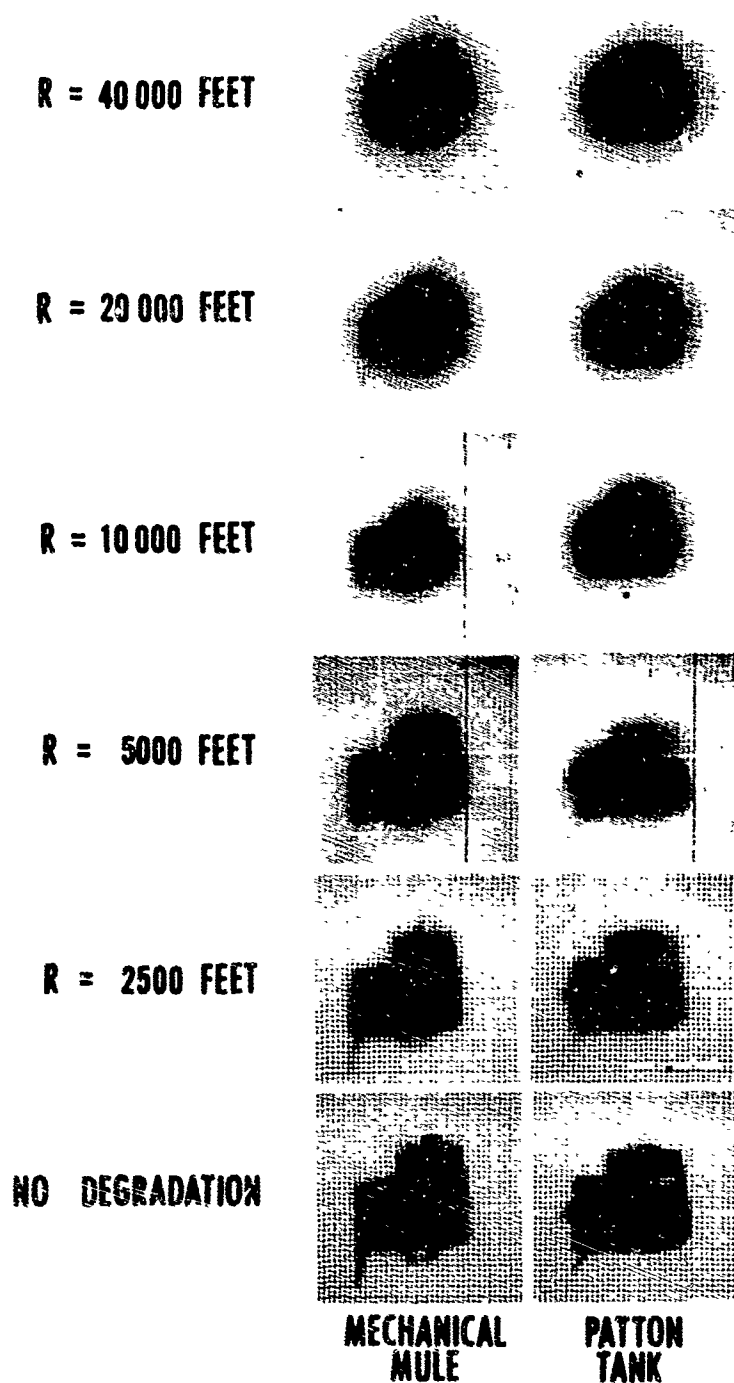 R = 40 000 FEET
R = 20 000 FEET
R = 10 000 FEET
R = 5000 FEET
R = 2500 FEET
NO DEGRADATION
MECHANICAL MULE
PATTON TANK